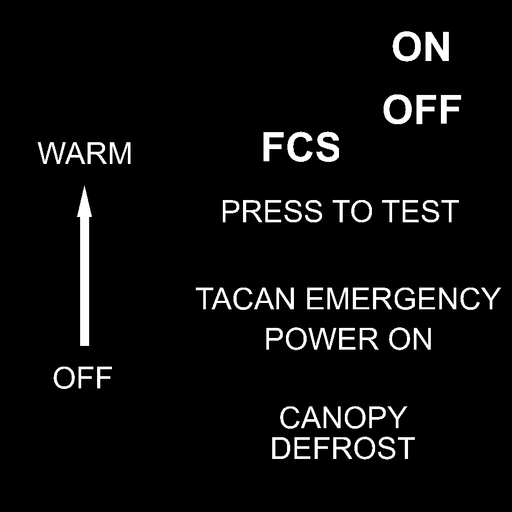 ON
OFF
FCS
WARM
PRESS TO TEST
TACAN EMERGENCY
POWER ON
OFF
CANOPY
DEFROST